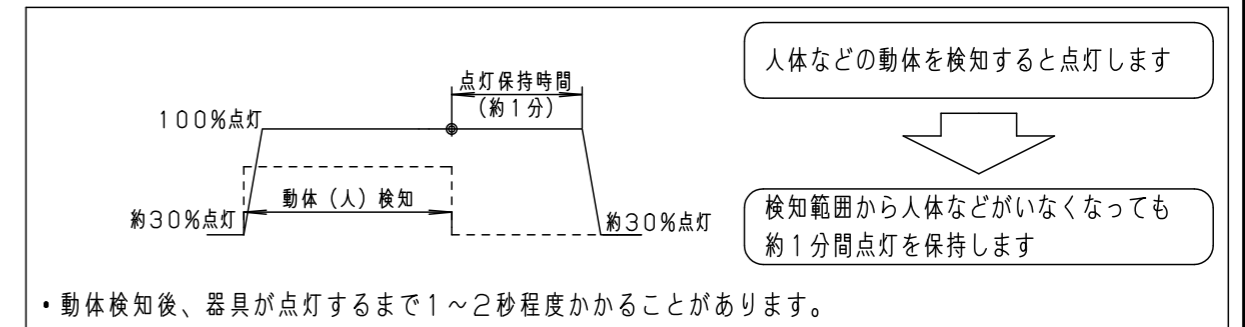 点灯保持時間
(約1分)
100%点灯
動体(人)検知
約30%点灯
約30%点灯
人体などの動体を検知すると点灯します
検知範囲から人体などがいなくなっても
約1分間点灯を保持します
・動体検知後、器具が点灯するまで1~2秒程度かかることがあります。